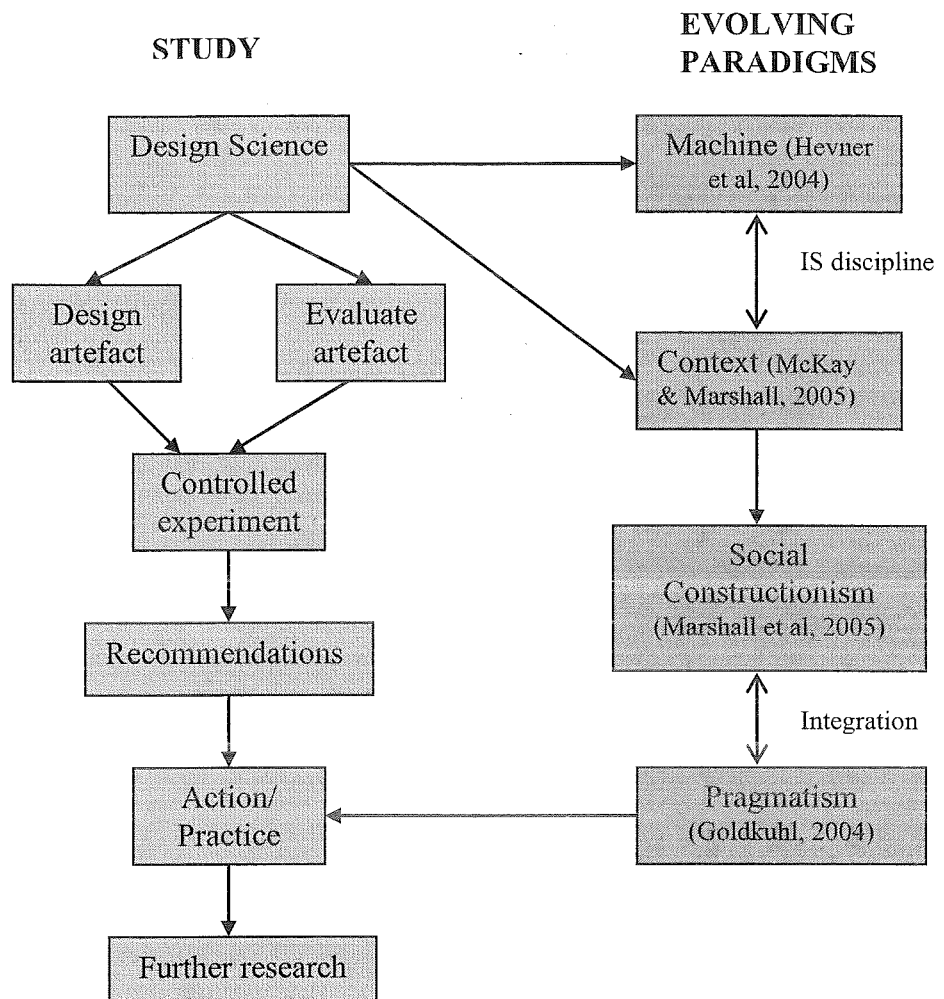 STUDY
EVOLVING
PARADIGMS
Design Science
Machine (Hevner
et al, 2004)
IS discipline
Design
artefact
Evaluate
artefact
Context (McKay
& Marshall, 2005)
Controlled
experiment
Social
Constructionism
(Marshall et al, 2005)
Recommendations
Integration
Action/
Practice
Pragmatism
(Goldkuhl, 2004)
Further research